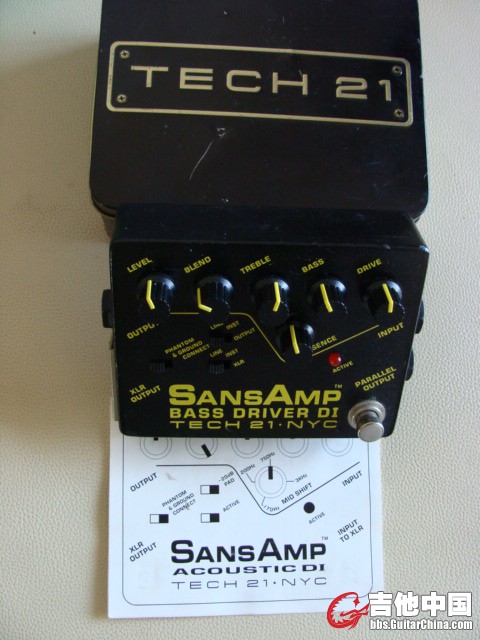 TECH 21
LEVEL
BLEND
TREBLE
BASS
DRIVE
OUTPUT
LINE INST
OUTPUT
PHANTOM
& GROUND
CONNECT
LINE INST
XLR
SENCE
INPUT
ACTIVE
XLR
OUTPUT
PARALLEL
OUTPUT
SANSAMP™
BASS DRIVER DI
TECH 21·NYC
OUTPUT
-20dB
PAD
200Hz
750Hz
3KHz
170Hz
MID SHIFT
INPUT
PHANTOM
& GROUND
CONNECT
ACTIVE
ACTIVE
XLR
OUTPUT
INPUT
TO XLR
SANSAMP™
ACOUSTIC DI
TECH 21·NYC
吉他中国
bbs.GuitarChina.com